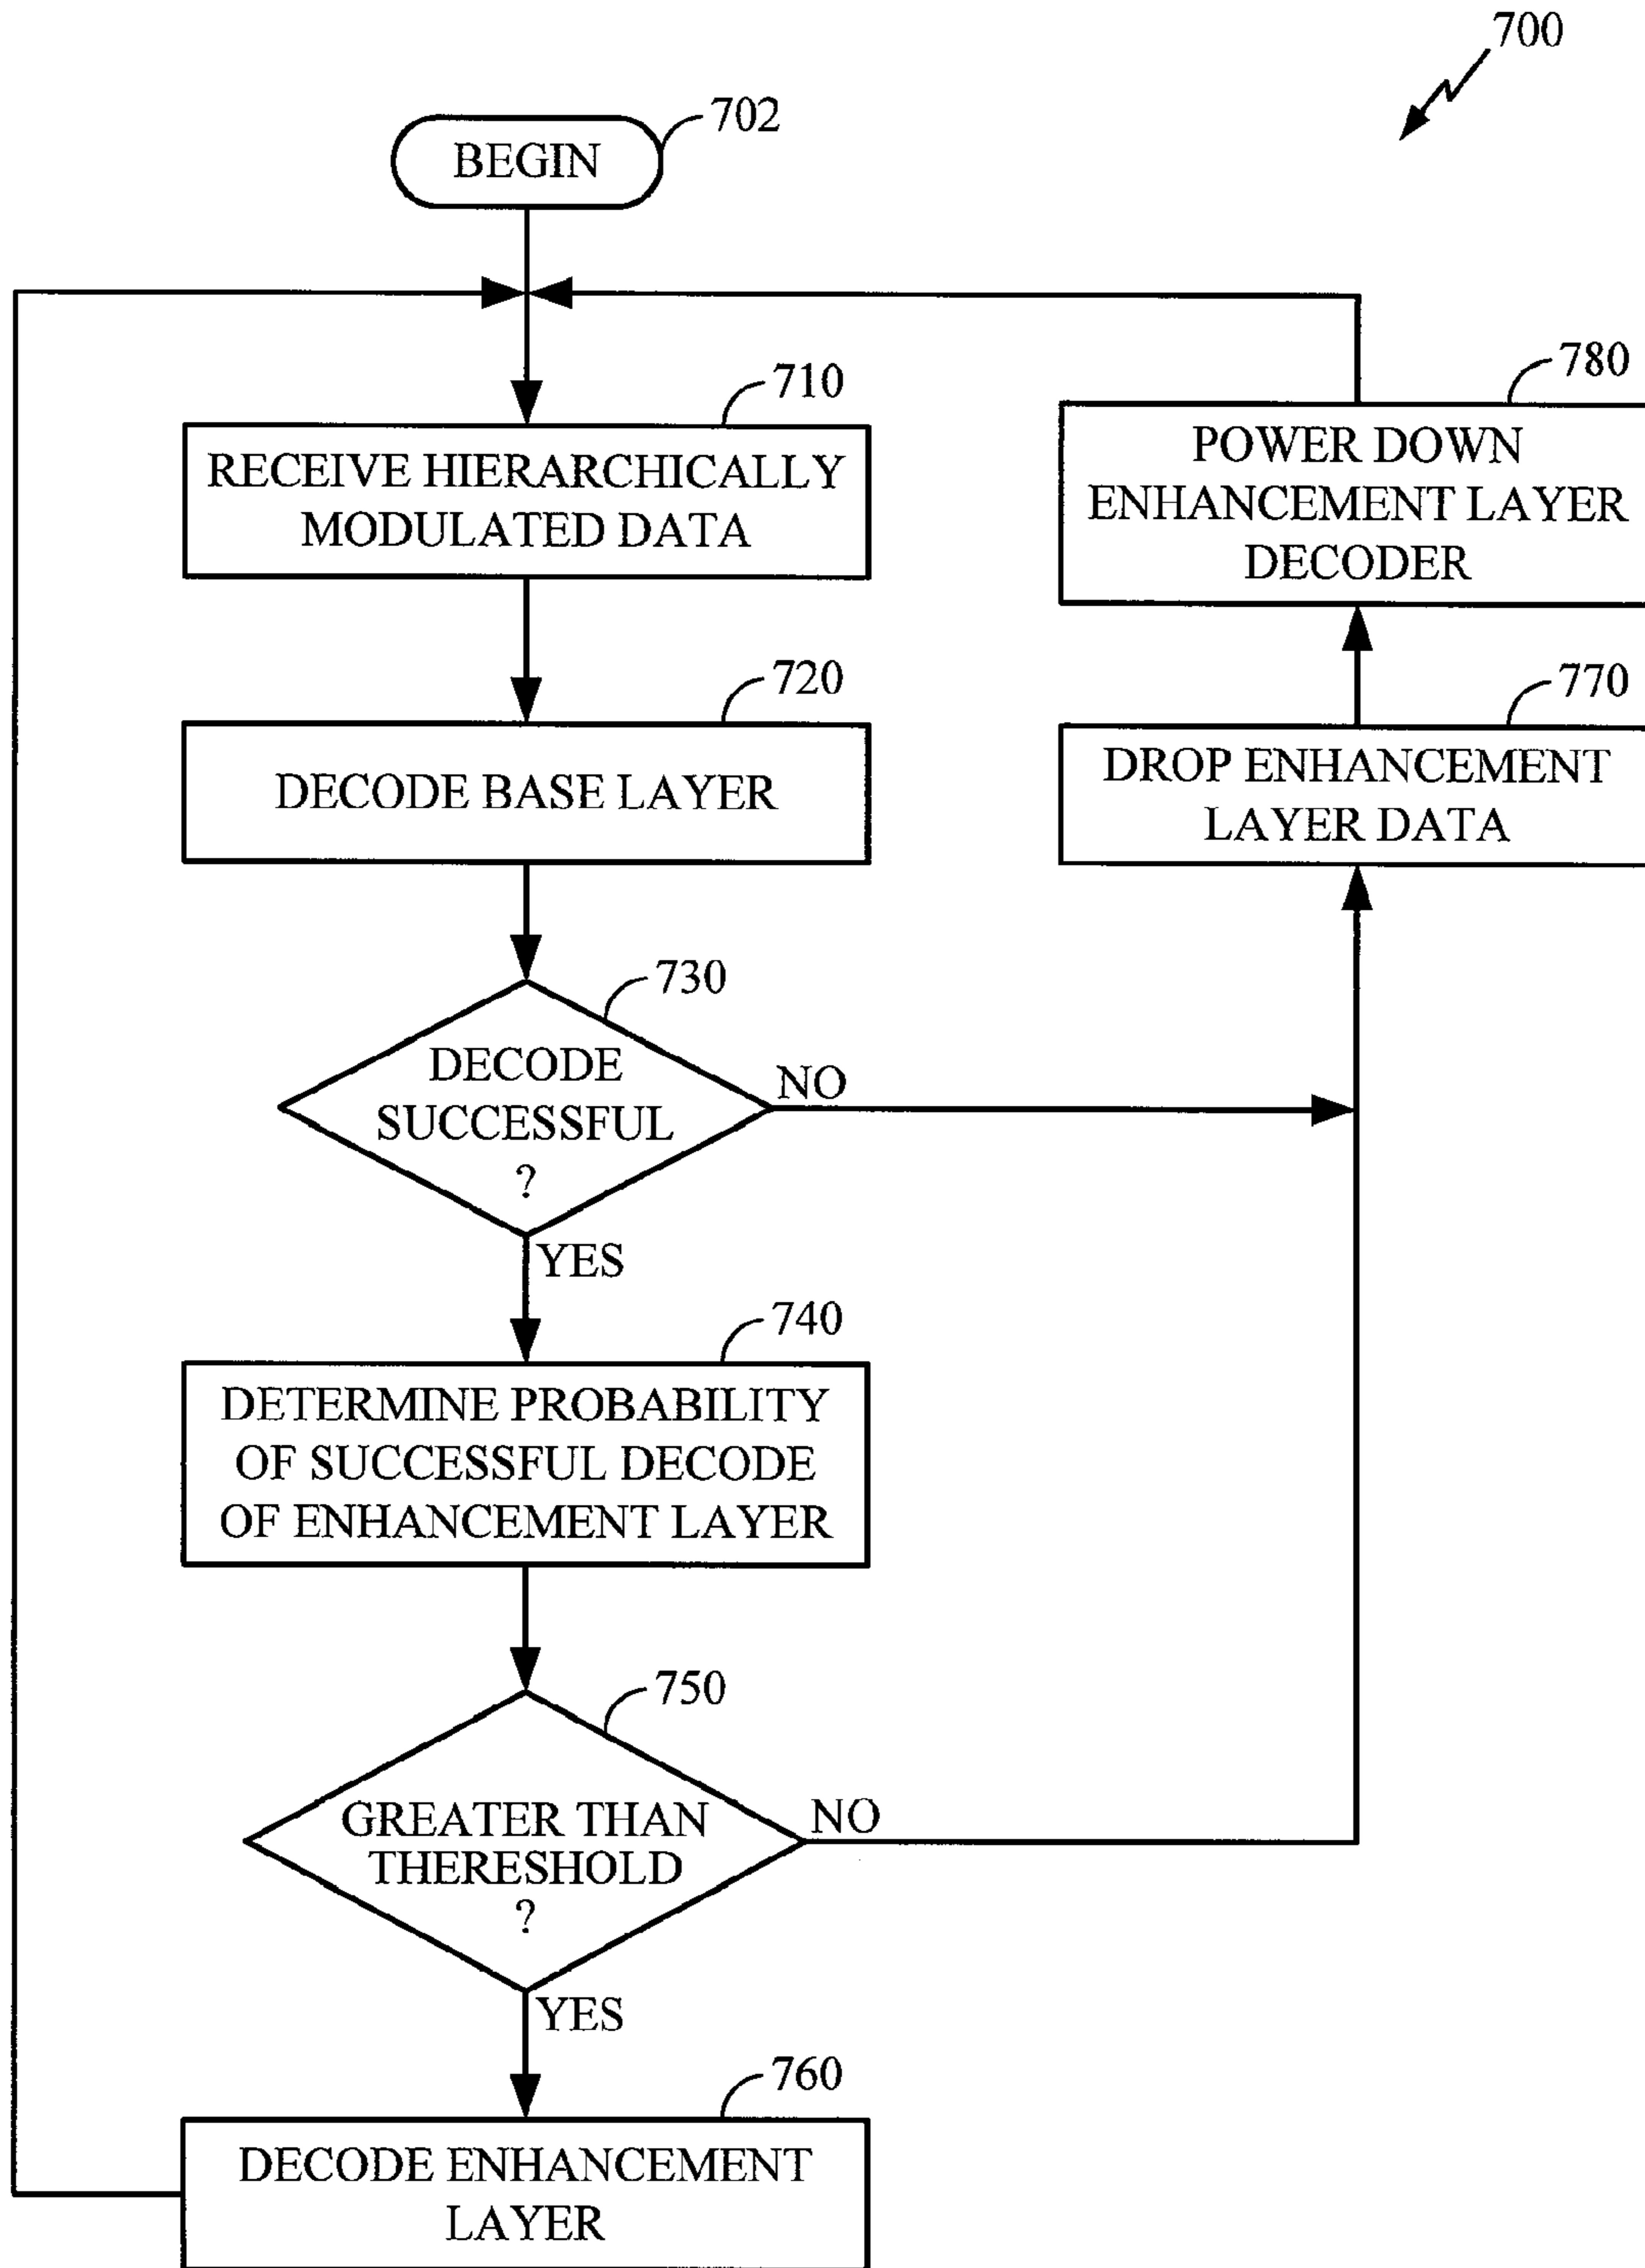 700
702
BEGIN
710
RECEIVE HIERARCHICALLY
MODULATED DATA
720
DECODE BASE LAYER
730
DECODE
SUCCESSFUL
?
NO
YES
740
DETERMINE PROBABILITY
OF SUCCESSFUL DECODE
OF ENHANCEMENT LAYER
750
GREATER THAN
THERESHOLD
?
NO
YES
760
DECODE ENHANCEMENT
LAYER
780
POWER DOWN
ENHANCEMENT LAYER
DECODER
770
DROP ENHANCEMENT
LAYER DATA